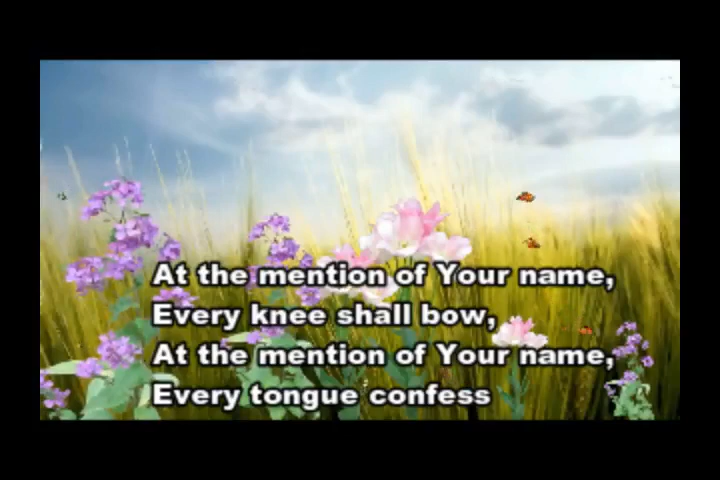 At the mention of Your name,
Every knee shall bow,
At the mention of Your name,
Every tongue confess